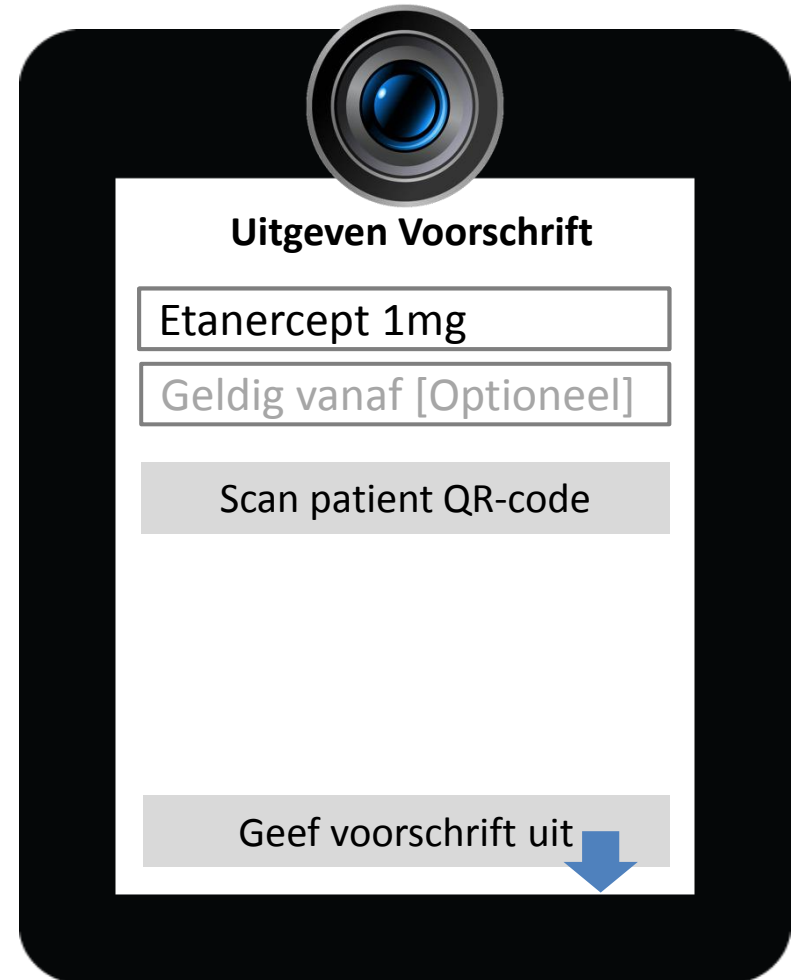 Uitgeven Voorschrift
Etanercept 1mg
Geldig vanaf [Optioneel]
Scan patient QR-code
Geef voorschrift uit